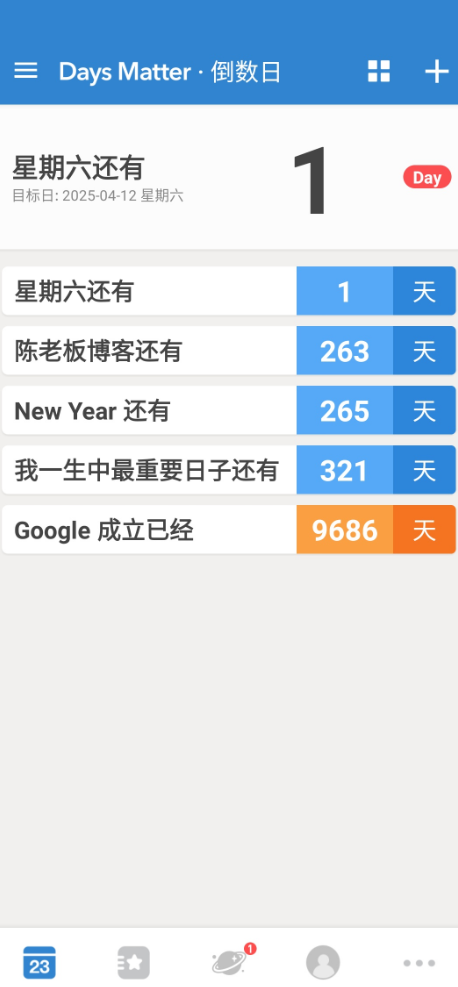 Days Matter · 倒数日
星期六还有
目标日: 2025-04-12 星期六
1
Day
星期六还有 1 天
陈老板博客还有 263 天
New Year 还有 265 天
我一生中最重要日子还有 321 天
Google 成立已经 9686 天
23
1